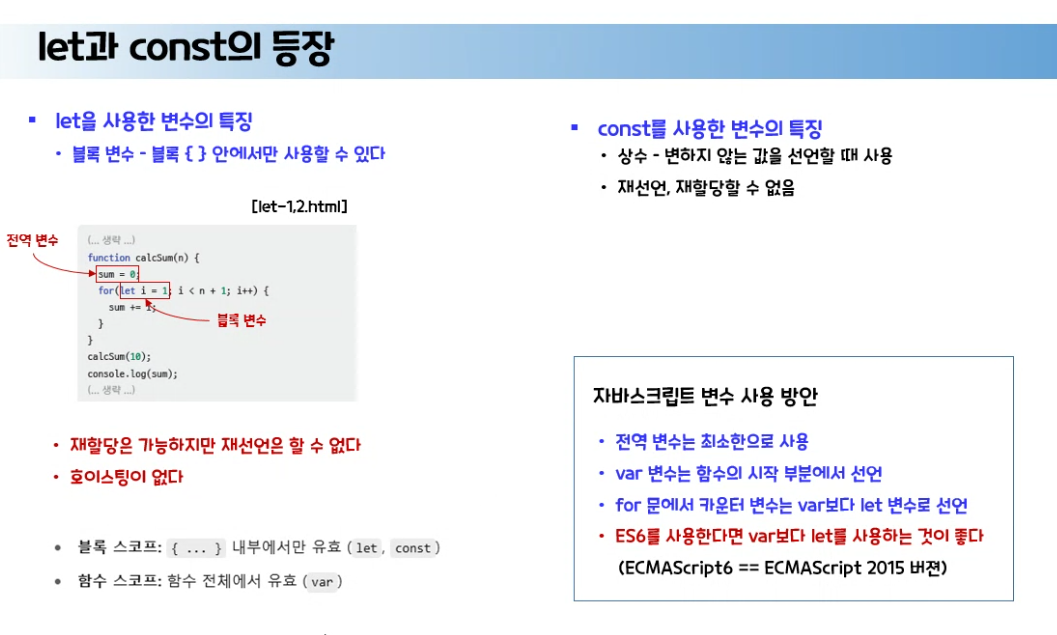 let과 const의 등장
▪ let을 사용한 변수의 특징
• 블록 변수 - 블록 { } 안에서만 사용할 수 있다
[let-1,2.html]
전역 변수
(... 생략 ...)
function calcSum(n) {
sum = 0;
for(let i = 1; i < n + 1; i++) {
sum += i;
}
}
calcSum(10);
console.log(sum);
(... 생략 ...)
블록 변수
• 재할당은 가능하지만 재선언은 할 수 없다
• 호이스팅이 없다
• 블록 스코프: { ... } 내부에서만 유효 (let, const)
• 함수 스코프: 함수 전체에서 유효 (var)
▪ const를 사용한 변수의 특징
• 상수 - 변하지 않는 값을 선언할 때 사용
• 재선언, 재할당할 수 없음
자바스크립트 변수 사용 방안
• 전역 변수는 최소한으로 사용
• var 변수는 함수의 시작 부분에서 선언
• for 문에서 카운터 변수는 var보다 let 변수로 선언
• ES6를 사용한다면 var보다 let를 사용하는 것이 좋다
(ECMAScript6 == ECMAScript 2015 버젼)